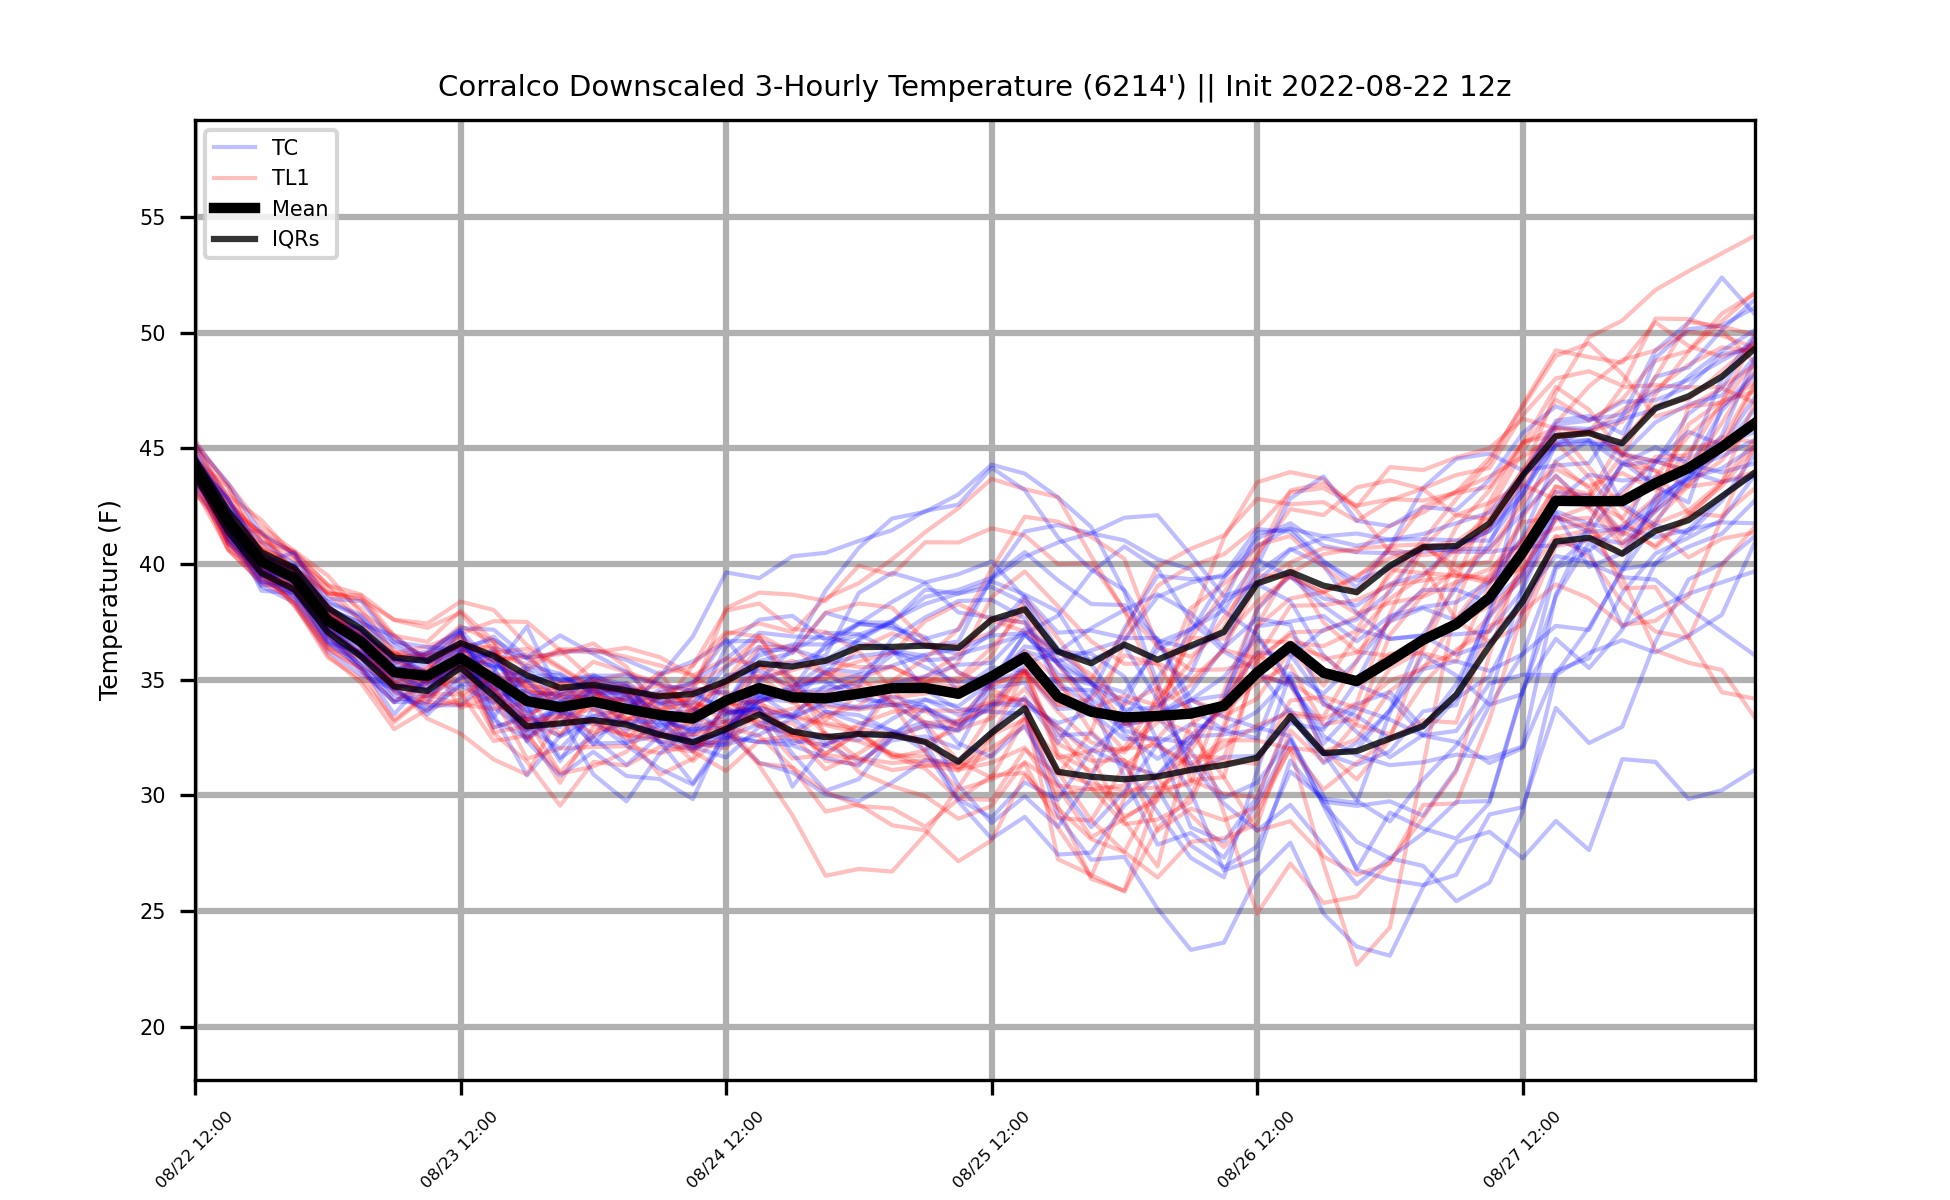 Corralco Downscaled 3-Hourly Temperature (6214') || Init 2022-08-22 12z
TC
TL1
Mean
IQRs
Temperature (F)
55
50
45
40
35
30
25
20
08/22 12:00
08/23 12:00
08/24 12:00
08/25 12:00
08/26 12:00
08/27 12:00